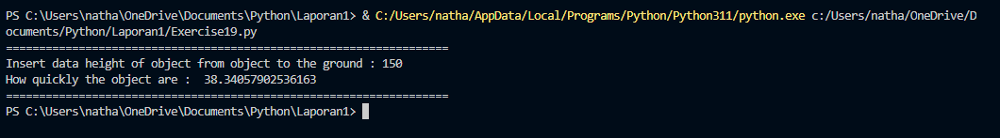 PS C:\Users\natha\OneDrive\Documents\Python\Laporan1> & C:/Users/natha/AppData/Local/Programs/Python/Python311/python.exe c:/Users/natha/OneDrive/D
ocuments/Python/Laporan1/Exercise19.py
===================================================================
Insert data height of object from object to the ground : 150
How quickly the object are :  38.34057902536163
===================================================================
PS C:\Users\natha\OneDrive\Documents\Python\Laporan1>